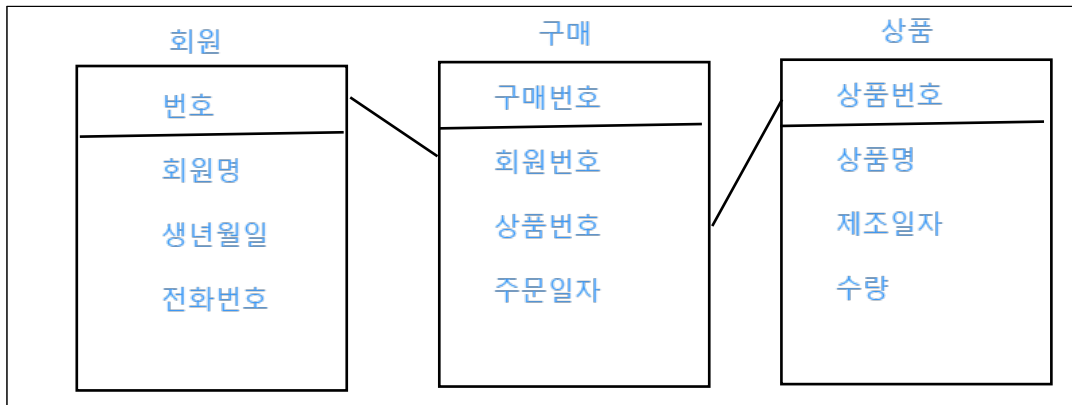 회원
번호
회원명
생년월일
전화번호
구매
구매번호
회원번호
상품번호
주문일자
상품
상품번호
상품명
제조일자
수량